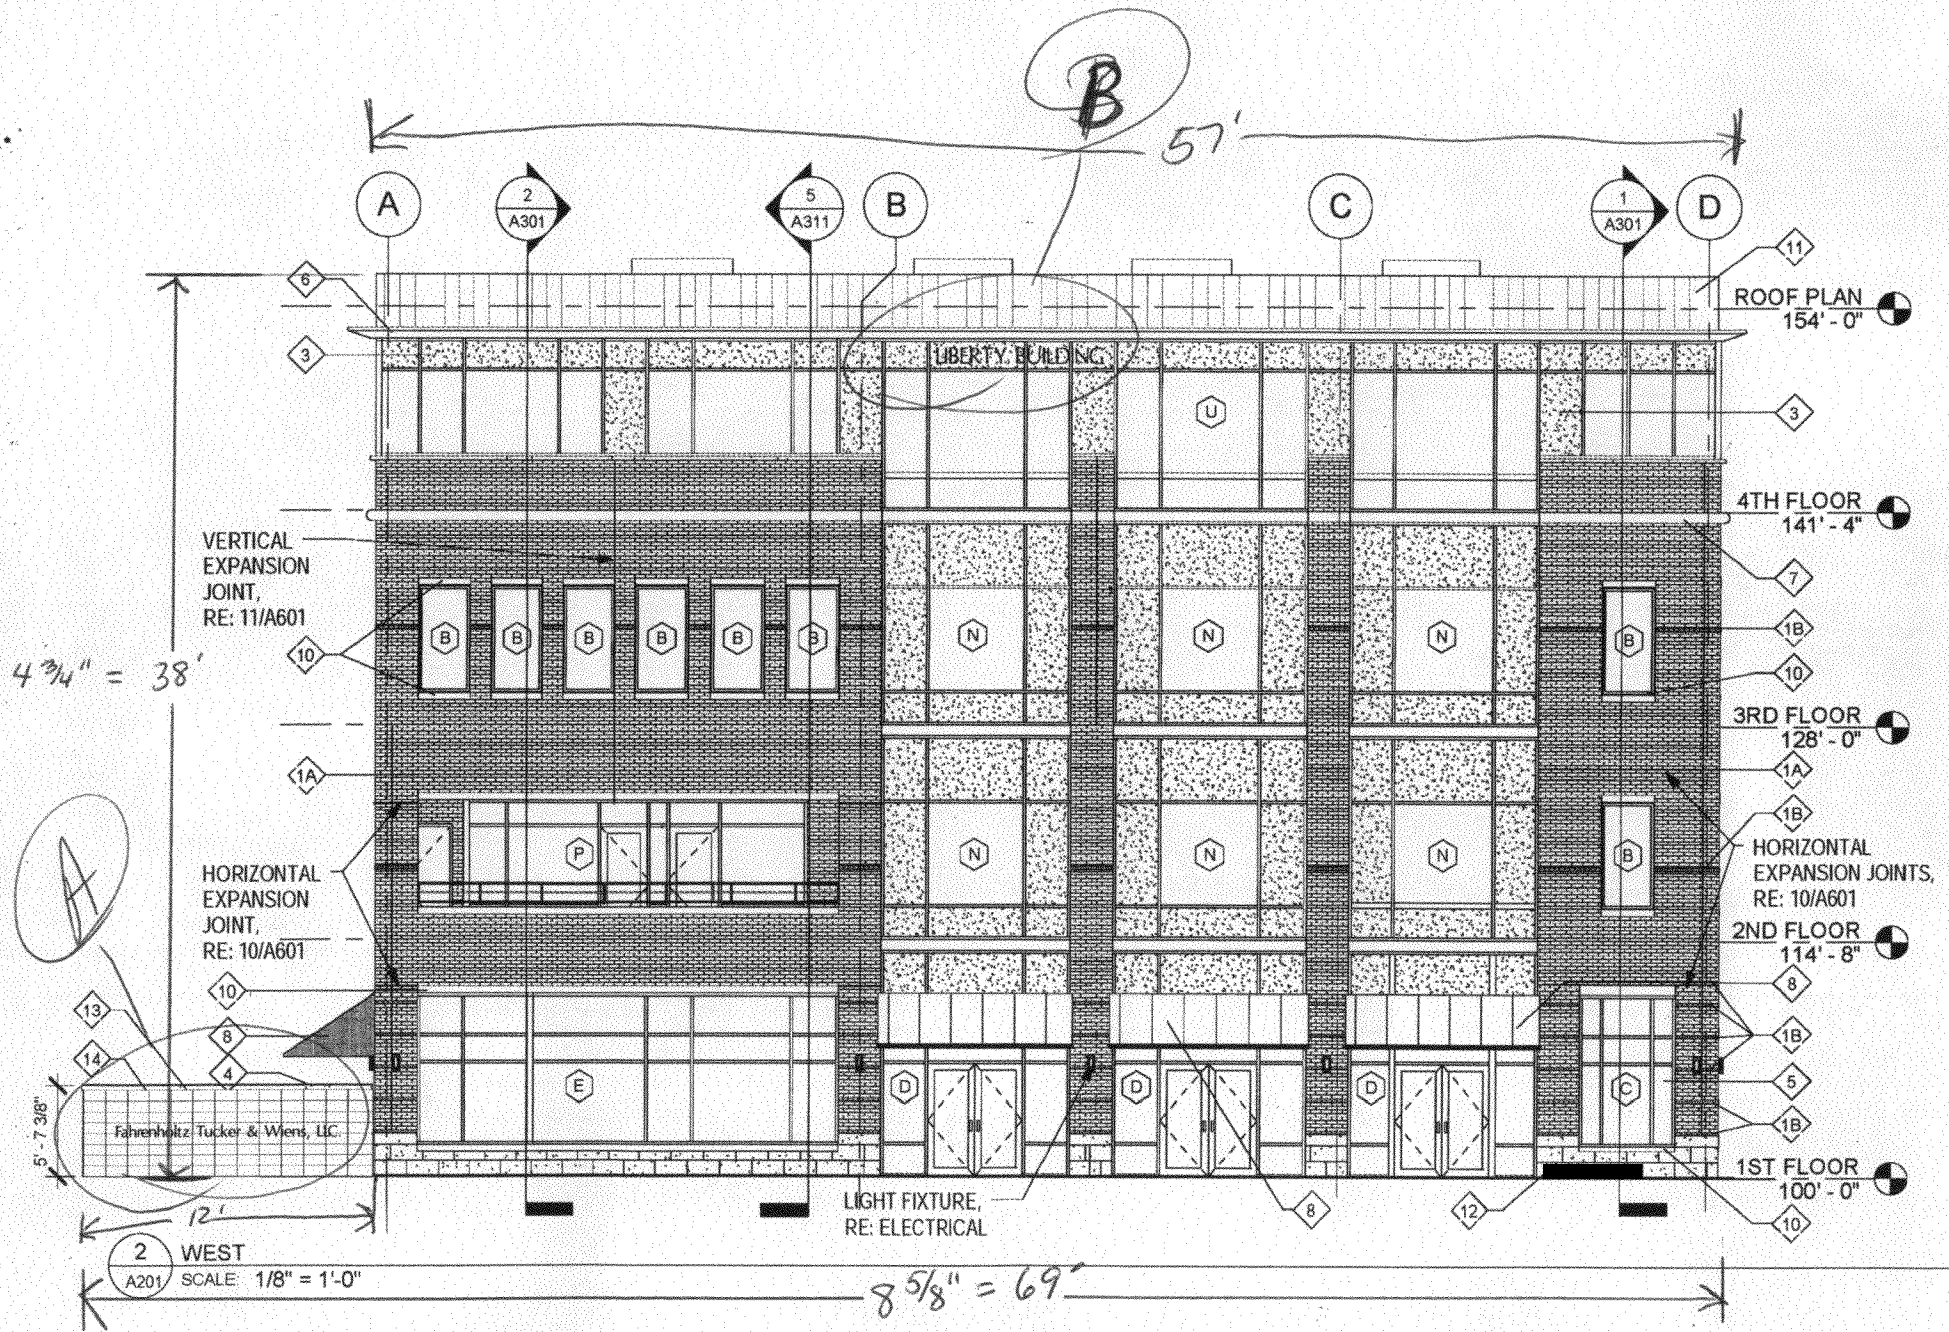 B
57'
A
2
A301
5
A311
B
C
1
A301
D
6
11
ROOF PLAN
154' - 0"
3
LIBERTY BUILDING
U
3
4TH FLOOR
141' - 4"
VERTICAL
EXPANSION
JOINT,
RE: 11/A601
7
B B B B B B N N N B
1B
10
10
4 3/4" = 38'
3RD FLOOR
128' - 0"
1A
1A
1B
P N N N B
HORIZONTAL
EXPANSION
JOINT,
RE: 10/A601
HORIZONTAL
EXPANSION JOINTS,
RE: 10/A601
A
2ND FLOOR
114' - 8"
10
8
13
8
1B
14
4
E D D D C
5
5' - 7 3/8"
Fahrenholtz Tucker & Wiens, LLC
1B
1ST FLOOR
100' - 0"
12'
LIGHT FIXTURE,
RE: ELECTRICAL
8
12
10
2
A201
WEST
SCALE: 1/8" = 1'-0"
8 5/8" = 69'